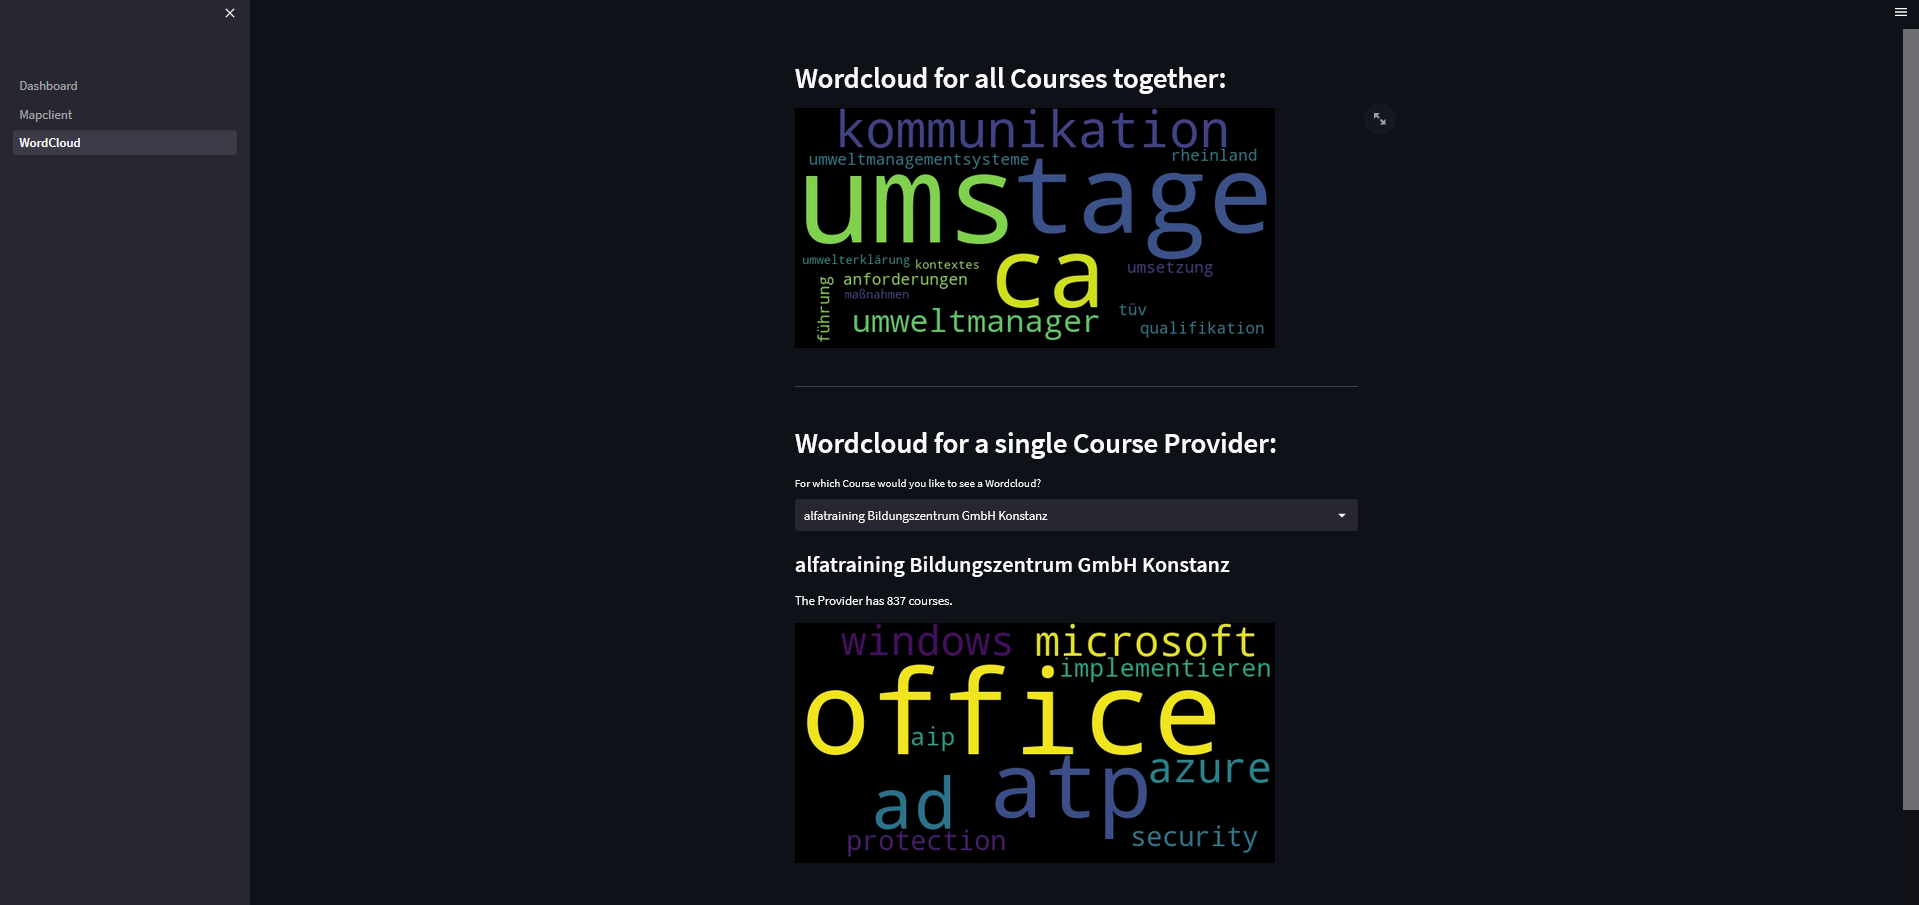 Dashboard
Mapclient
WordCloud
Wordcloud for all Courses together:
kommunikation
umweltmanagementsysteme
rheinland
ums
tage
umwelterklärung
kontextes
ca
umsetzung
anforderungen
führung
maßnahmen
tüv
umweltmanager
qualifikation
Wordcloud for a single Course Provider:
For which Course would you like to see a Wordcloud?
alfatraining Bildungszentrum GmbH Konstanz
alfatraining Bildungszentrum GmbH Konstanz
The Provider has 837 courses.
windows
microsoft
implementieren
office
aip
azure
ad
atp
protection
security